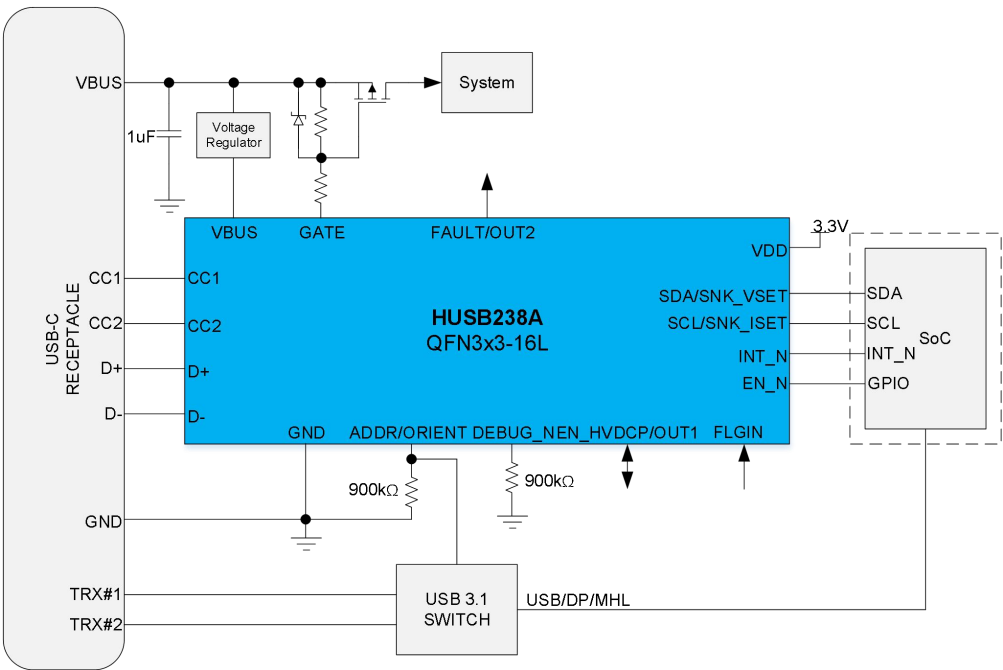 VBUS
System
1uF
Voltage
Regulator
VBUS
GATE
FAULT/OUT2
3.3V
VDD
CC1
CC1
SDA/SNK_VSET
SDA
CC2
CC2
HUSB238A
SCL/SNK_ISET
SCL
QFN3x3-16L
SoC
USB-C
RECEPTACLE
INT_N
INT_N
D+
D+
EN_N
GPIO
D-
D-
GND
ADDR/ORIENT
DEBUG_N
EN_HVDCP/OUT1
FLGIN
900kΩ
900kΩ
GND
TRX#1
USB 3.1
SWITCH
USB/DP/MHL
TRX#2